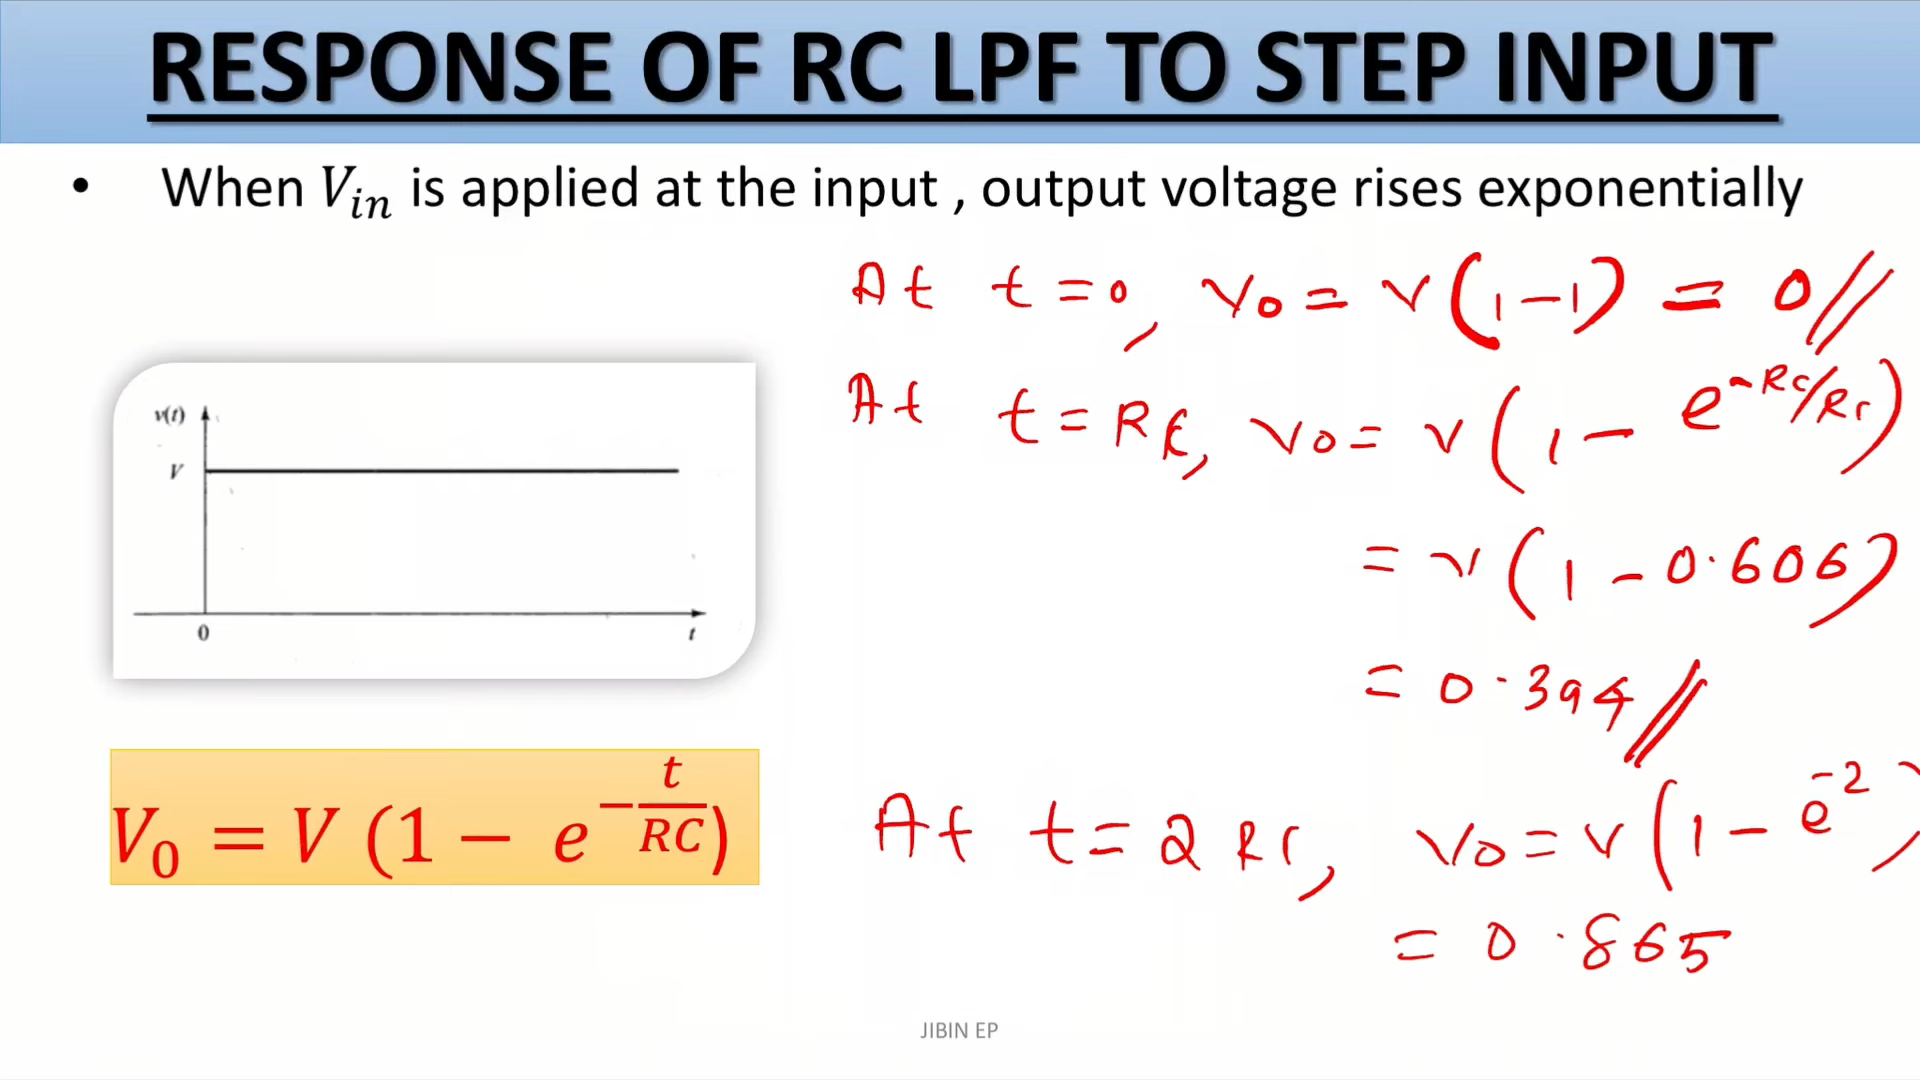 RESPONSE OF RC LPF TO STEP INPUT
• When V_in is applied at the input , output voltage rises exponentially
At t=0, Vo = V(1-1) = 0//
At t=RC, Vo= V(1- e^-RC/RC)
= V(1-0.606)
= 0.394//
v(t)
V
0
t
V_0 = V (1 − e^−t/RC)
At t=2RC, Vo=V(1-e^-2)
= 0.865
JIBIN EP